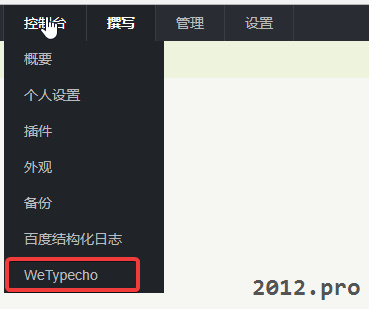 控制台 撰写 管理 设置
概要
个人设置
插件
外观
备份
百度结构化日志
WeTypecho
2012.pro